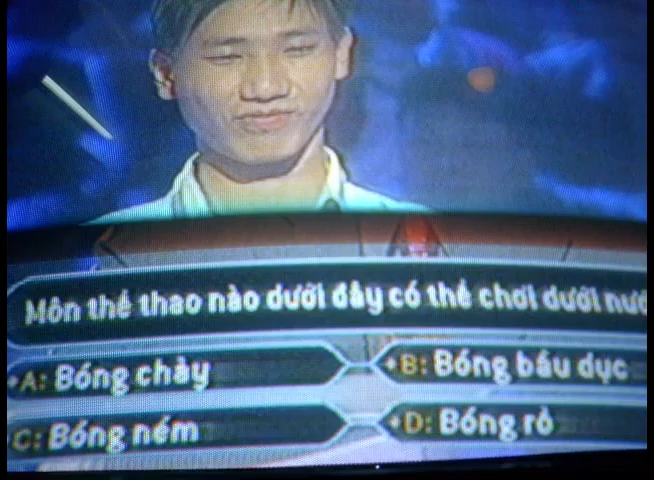 Môn thể thao nào dưới đây có thể chơi dưới
A: Bóng chày
B: Bóng bầu dục
C: Bóng ném
D: Bóng rổ